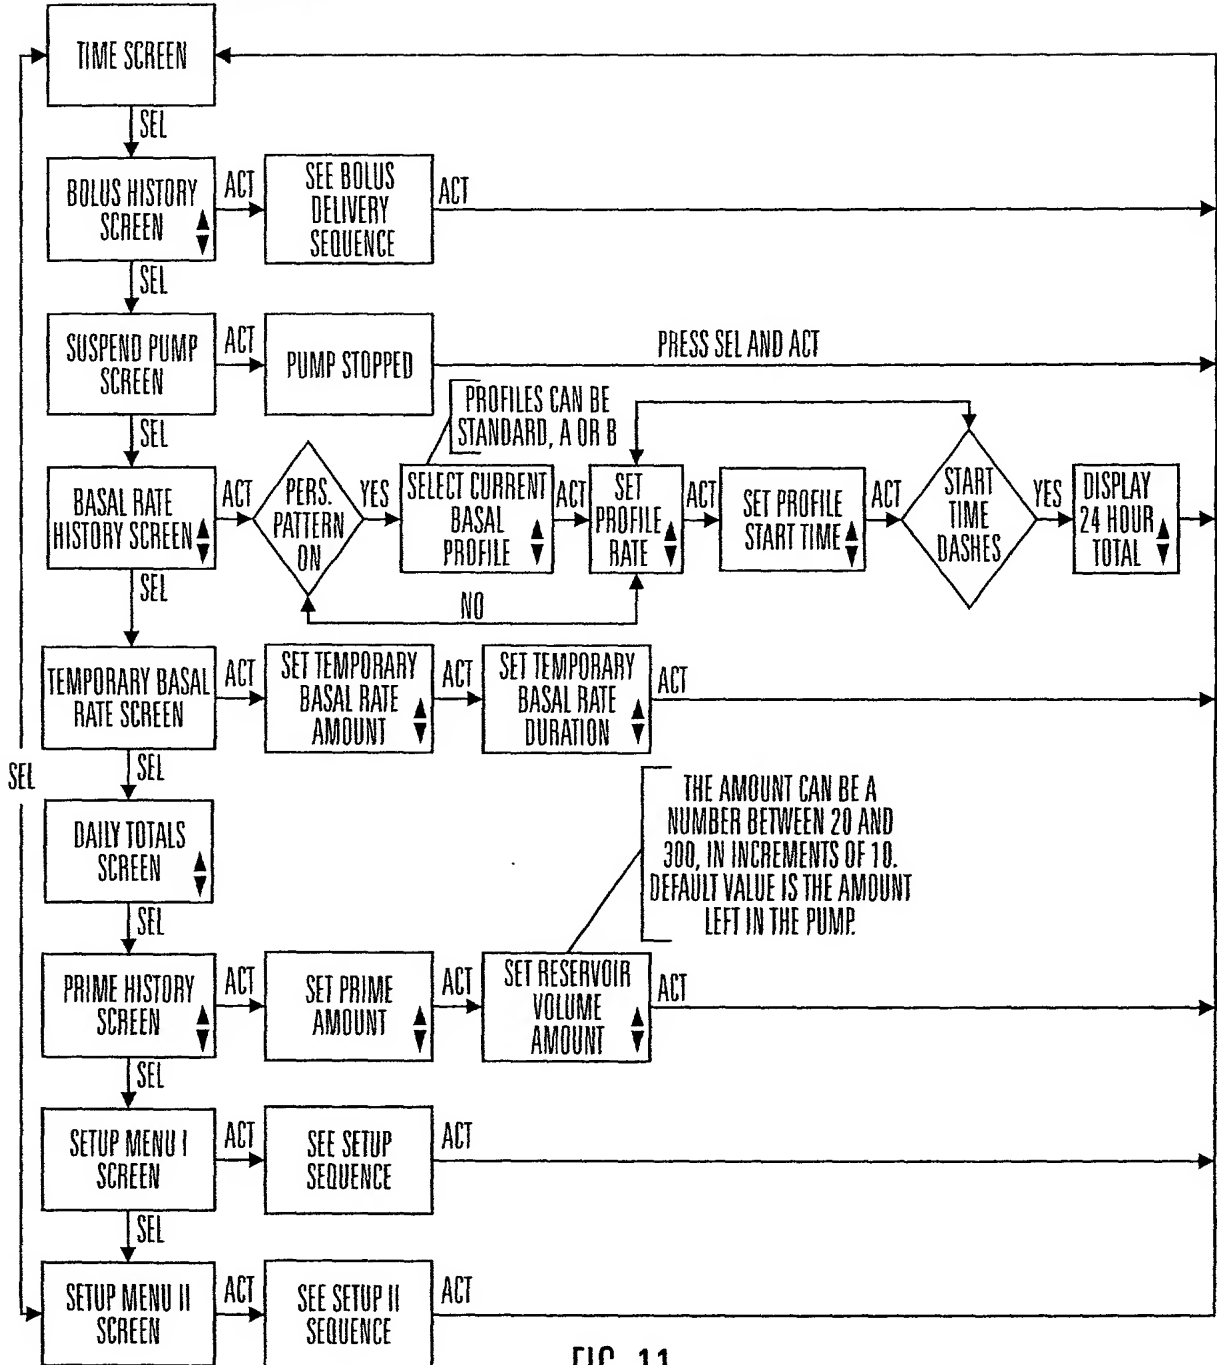 TIME SCREEN
SEL
BOLUS HISTORY
SCREEN
ACT
SEE BOLUS
DELIVERY
SEQUENCE
ACT
SEL
SUSPEND PUMP
SCREEN
ACT
PUMP STOPPED
PRESS SEL AND ACT
SEL
PROFILES CAN BE
STANDARD, A OR B
BASAL RATE
HISTORY SCREEN
ACT
PERS.
PATTERN
ON
YES
SELECT CURRENT
BASAL
PROFILE
ACT
SET
PROFILE
RATE
ACT
SET PROFILE
START TIME
ACT
START
TIME
DASHES
YES
DISPLAY
24 HOUR
TOTAL
NO
SEL
TEMPORARY BASAL
RATE SCREEN
ACT
SET TEMPORARY
BASAL RATE
AMOUNT
ACT
SET TEMPORARY
BASAL RATE
DURATION
ACT
SEL
SEL
DAILY TOTALS
SCREEN
THE AMOUNT CAN BE A
NUMBER BETWEEN 20 AND
300, IN INCREMENTS OF 10.
DEFAULT VALUE IS THE AMOUNT
LEFT IN THE PUMP.
SEL
PRIME HISTORY
SCREEN
ACT
SET PRIME
AMOUNT
ACT
SET RESERVOIR
VOLUME
AMOUNT
ACT
SEL
SETUP MENU I
SCREEN
ACT
SEE SETUP
SEQUENCE
ACT
SEL
SETUP MENU II
SCREEN
ACT
SEE SETUP II
SEQUENCE
ACT
FIG. 11